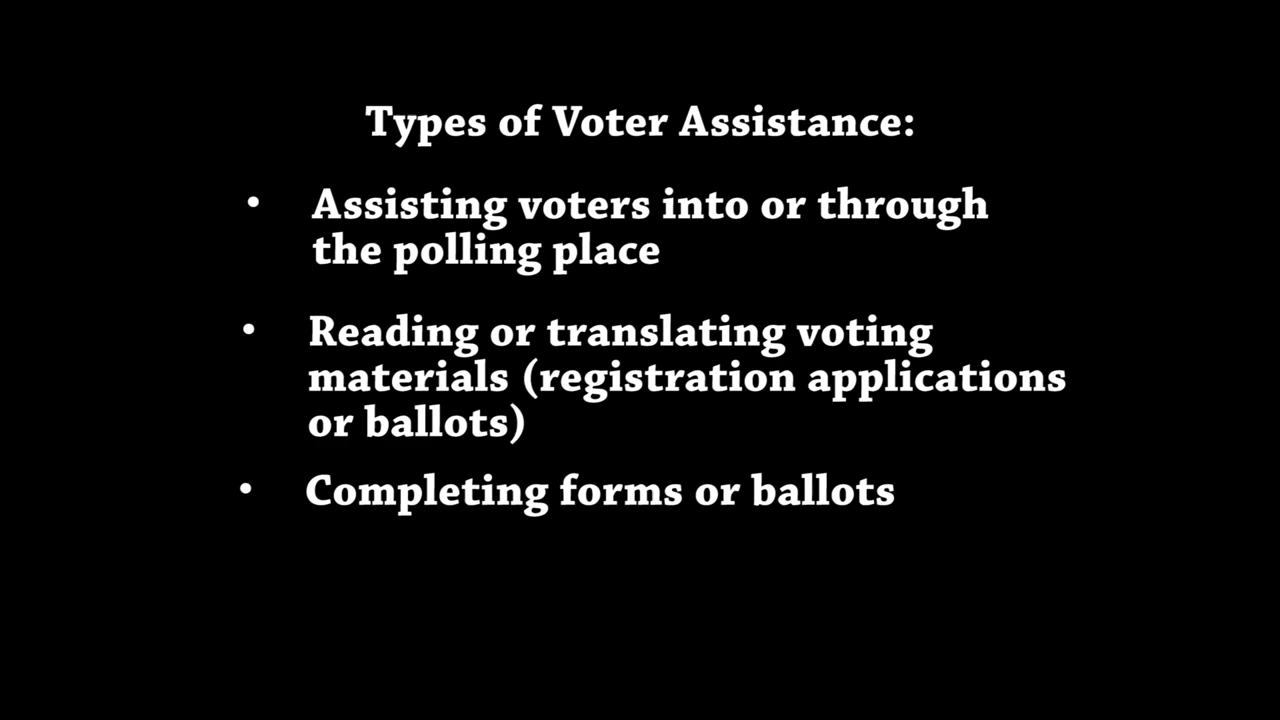 Types of Voter Assistance:
• Assisting voters into or through
the polling place
• Reading or translating voting
materials (registration applications
or ballots)
• Completing forms or ballots